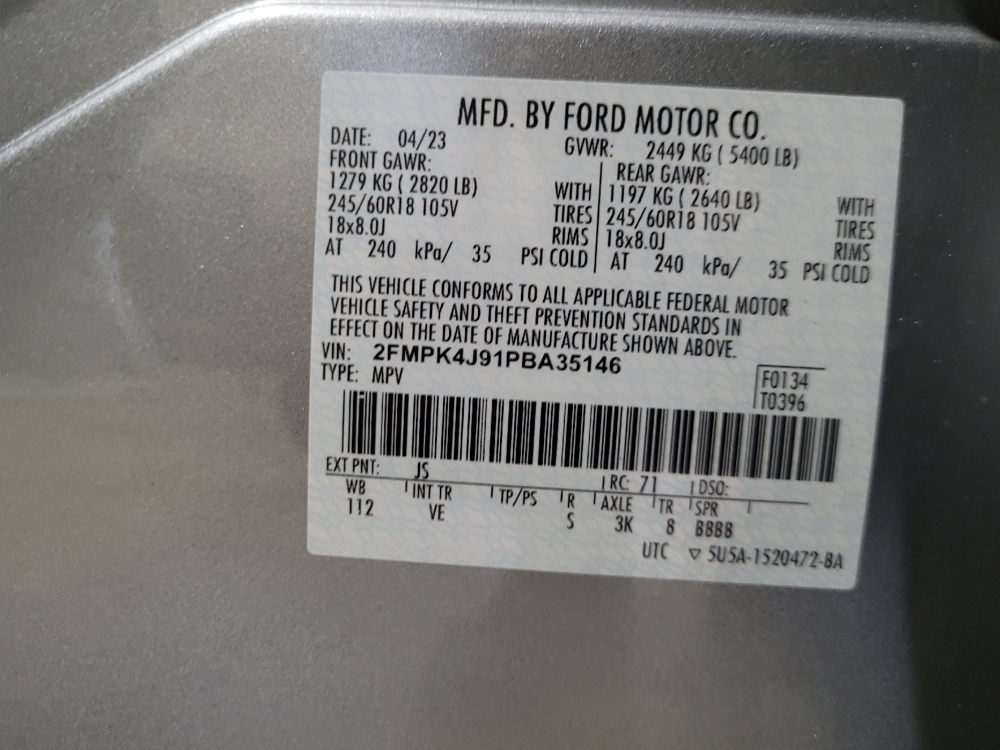 MFD. BY FORD MOTOR CO.
DATE: 04/23 GVWR: 2449 KG ( 5400 LB)
FRONT GAWR: REAR GAWR:
1279 KG ( 2820 LB) WITH 1197 KG ( 2640 LB) WITH
245/60R18 105V TIRES 245/60R18 105V TIRES
18x8.0J RIMS 18x8.0J RIMS
AT 240 kPa/ 35 PSI COLD AT 240 kPa/ 35 PSI COLD
THIS VEHICLE CONFORMS TO ALL APPLICABLE FEDERAL MOTOR
VEHICLE SAFETY AND THEFT PREVENTION STANDARDS IN
EFFECT ON THE DATE OF MANUFACTURE SHOWN ABOVE.
VIN: 2FMPK4J91PBA35146
TYPE: MPV
F0134
T0396
EXT PNT: JS RC: 71 DSO:
WB INT TR TP/PS R AXLE TR SPR
112 VE S 3K 8 BBBB
UTC ▽ 5U5A-1520472-BA